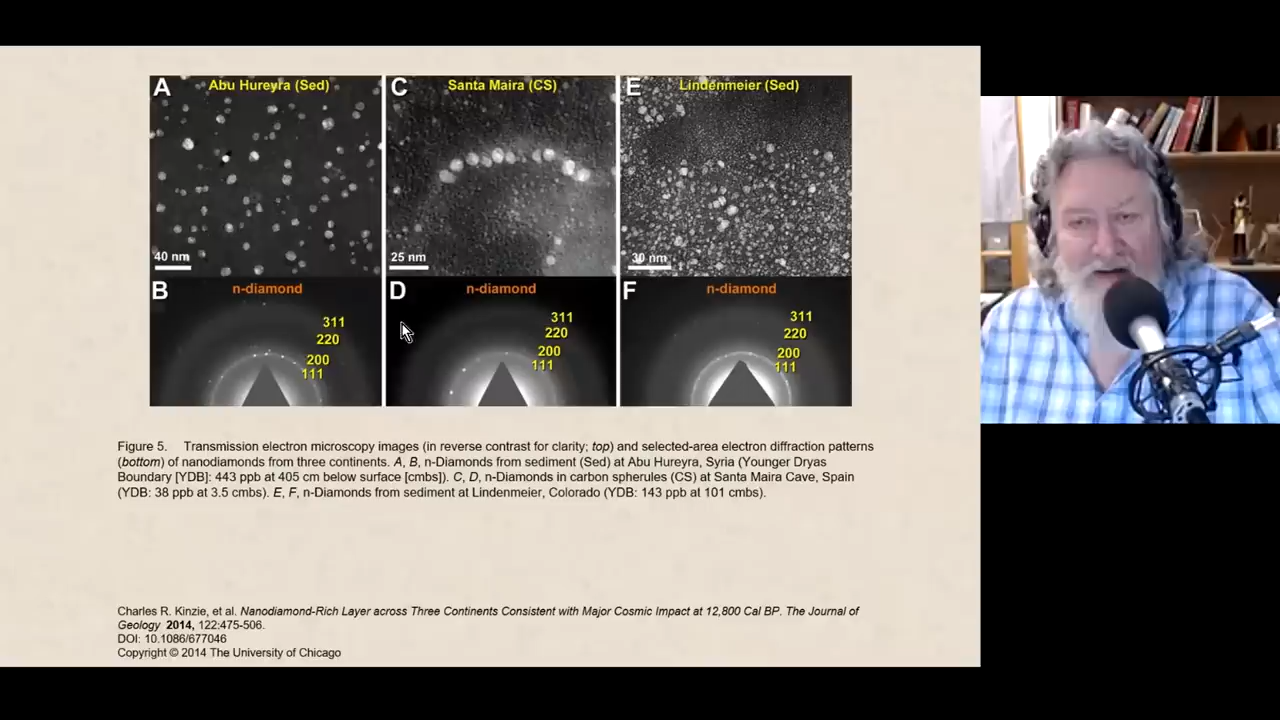 A
Abu Hureyra (Sed)
40 nm
C
Santa Maira (CS)
25 nm
E
Lindenmeier (Sed)
30 nm
B
n-diamond
311
220
200
111
D
n-diamond
311
220
200
111
F
n-diamond
311
220
200
111
Figure 5. Transmission electron microscopy images (in reverse contrast for clarity; top) and selected-area electron diffraction patterns
(bottom) of nanodiamonds from three continents. A, B, n-Diamonds from sediment (Sed) at Abu Hureyra, Syria (Younger Dryas
Boundary [YDB]: 443 ppb at 405 cm below surface [cmbs]). C, D, n-Diamonds in carbon spherules (CS) at Santa Maira Cave, Spain
(YDB: 38 ppb at 3.5 cmbs). E, F, n-Diamonds from sediment at Lindenmeier, Colorado (YDB: 143 ppb at 101 cmbs).
Charles R. Kinzie, et al. Nanodiamond-Rich Layer across Three Continents Consistent with Major Cosmic Impact at 12,800 Cal BP. The Journal of
Geology 2014, 122:475-506.
DOI: 10.1086/677046
Copyright © 2014 The University of Chicago